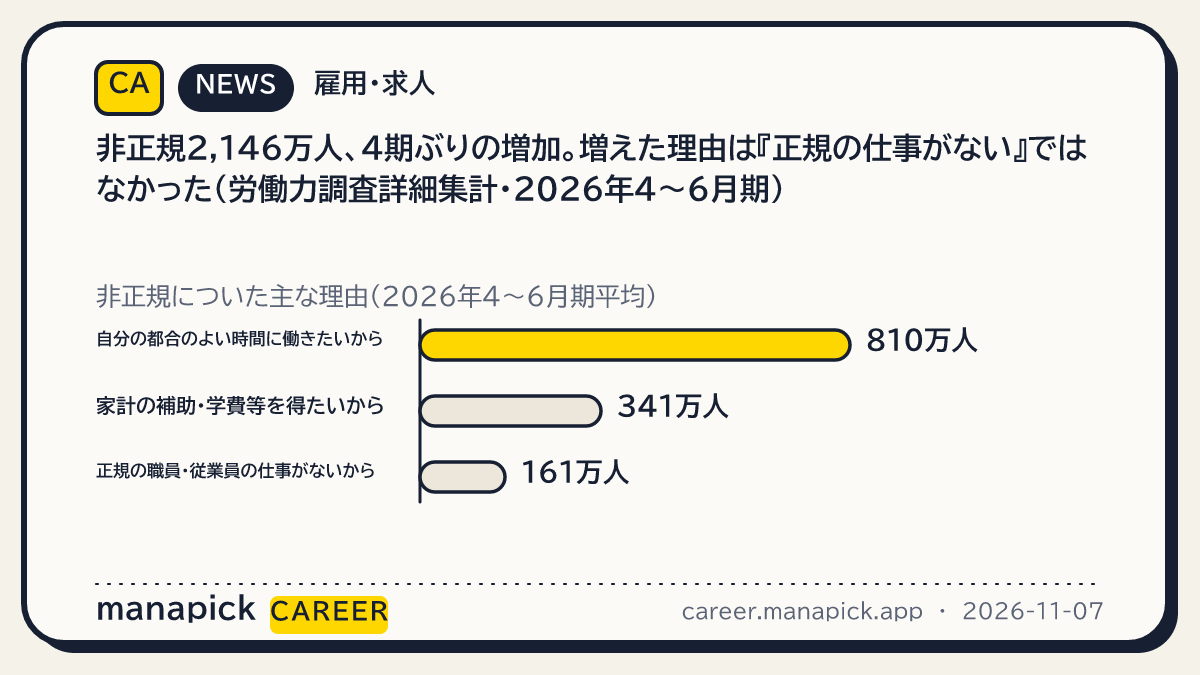 CA NEWS 雇用・求人
非正規2,146万人、4期ぶりの増加。増えた理由は『正規の仕事がない』では
なかった（労働力調査詳細集計・2026年4～6月期）
非正規についた主な理由（2026年4～6月期平均）
自分の都合のよい時間に働きたいから 810万人
家計の補助・学費等を得たいから 341万人
正規の職員・従業員の仕事がないから 161万人
manapick CAREER career.manapick.app ・ 2026-11-07